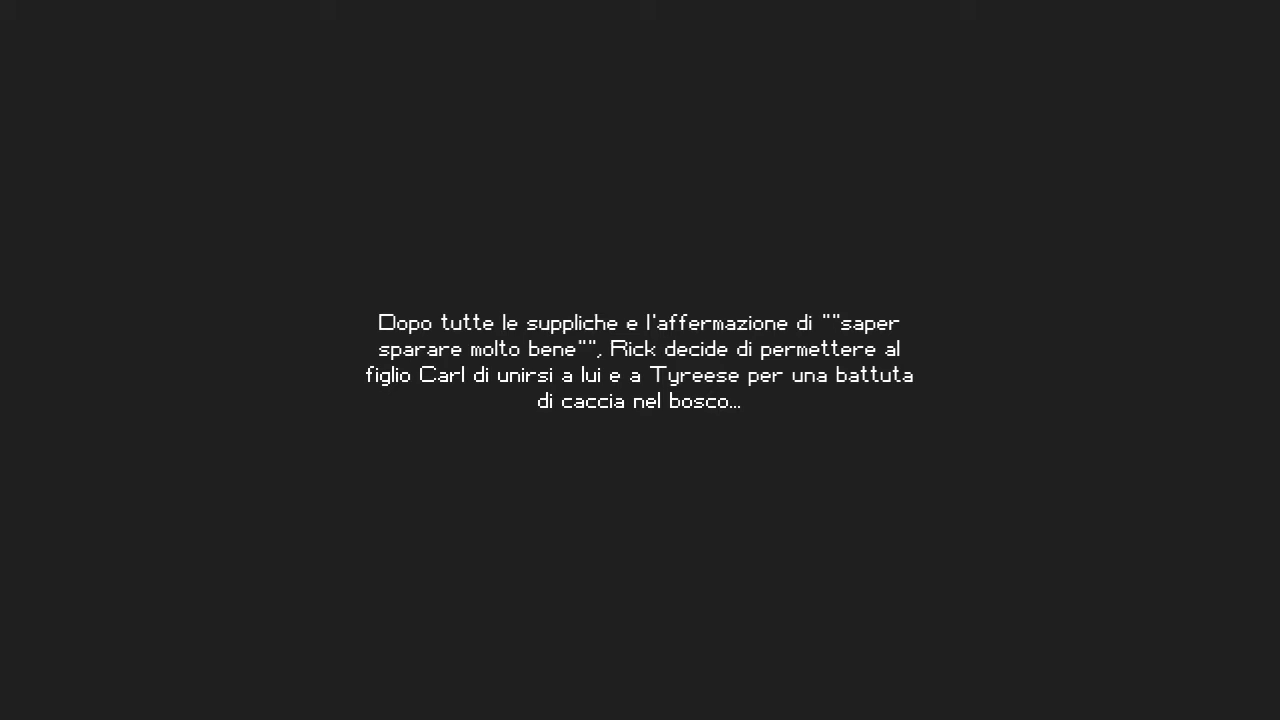 Dopo tutte le suppliche e l'affermazione di ""saper
sparare molto bene"", Rick decide di permettere al
figlio Carl di unirsi a lui e a Tyreese per una battuta
di caccia nel bosco...